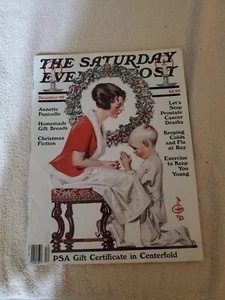 THE SATURDAY
EVENING POST
December
Annette
Funicello
Homemade
Gift Breads
Christmas
Fiction
Let's
Stop
Prostate
Cancer
Deaths
Keeping
Colds
and Flu
at Bay
Exercise
to Keep
You
Young
PSA Gift Certificate in Centerfold